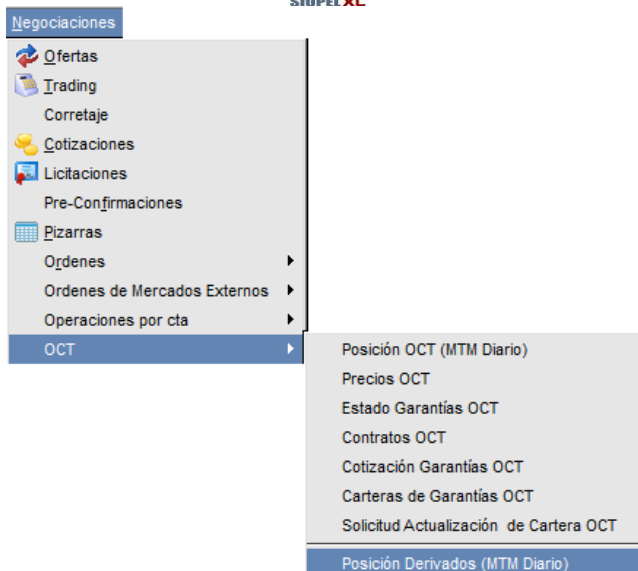 SIOPEL XL
Negociaciones
Ofertas
Trading
Corretaje
Cotizaciones
Licitaciones
Pre-Confirmaciones
Pizarras
Ordenes
Ordenes de Mercados Externos
Operaciones por cta
OCT
Posición OCT (MTM Diario)
Precios OCT
Estado Garantías OCT
Contratos OCT
Cotización Garantías OCT
Carteras de Garantías OCT
Solicitud Actualización de Cartera OCT
Posición Derivados (MTM Diario)